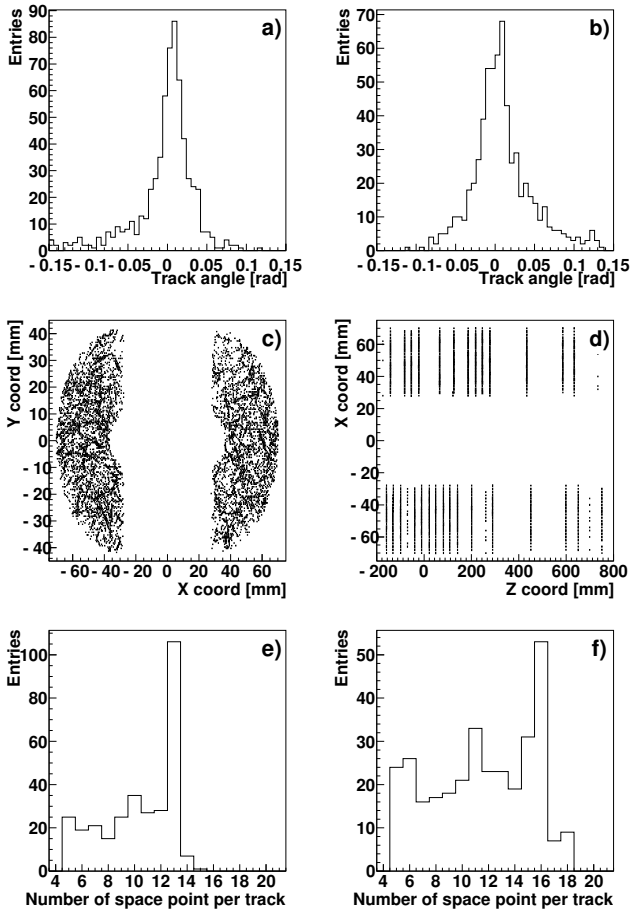 Entries
90
80
70
60
50
40
30
20
10
0
a)
- 0.15 - 0.1 - 0.05 0 0.05 0.1 0.15
Track angle [rad]
Entries
70
60
50
40
30
20
10
0
b)
- 0.15 - 0.1 - 0.05 0 0.05 0.1 0.15
Track angle [rad]
Y coord [mm]
40
30
20
10
0
- 10
- 20
- 30
- 40
c)
- 60 - 40 - 20 0 20 40 60
X coord [mm]
X coord [mm]
60
40
20
0
- 20
- 40
- 60
d)
- 200 0 200 400 600 800
Z coord [mm]
Entries
100
80
60
40
20
0
e)
4 6 8 10 12 14 16 18 20
Number of space point per track
Entries
50
40
30
20
10
0
f)
4 6 8 10 12 14 16 18 20
Number of space point per track